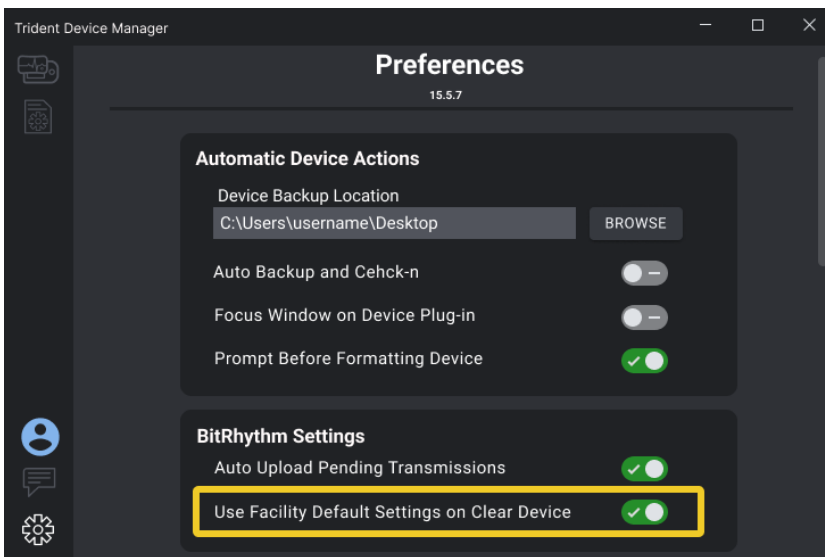 Trident Device Manager
Preferences
15.5.7
Automatic Device Actions
Device Backup Location
C:\Users\username\Desktop
BROWSE
Auto Backup and Cehck-n
Focus Window on Device Plug-in
Prompt Before Formatting Device
BitRhythm Settings
Auto Upload Pending Transmissions
Use Facility Default Settings on Clear Device